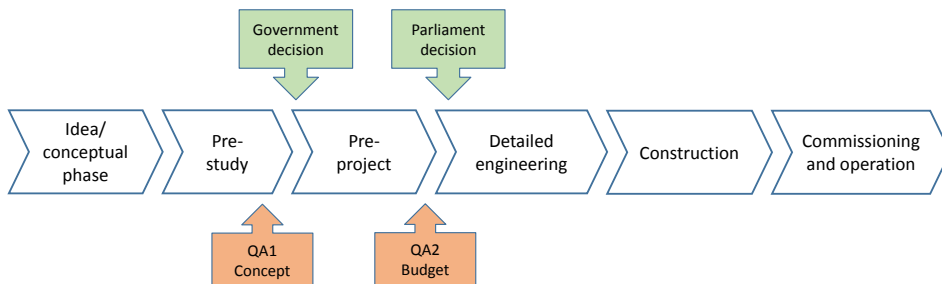 Government
decision
Parliament
decision
Idea/
conceptual
phase
Pre-
study
Pre-
project
Detailed
engineering
Construction
Commissioning
and operation
QA1
Concept
QA2
Budget